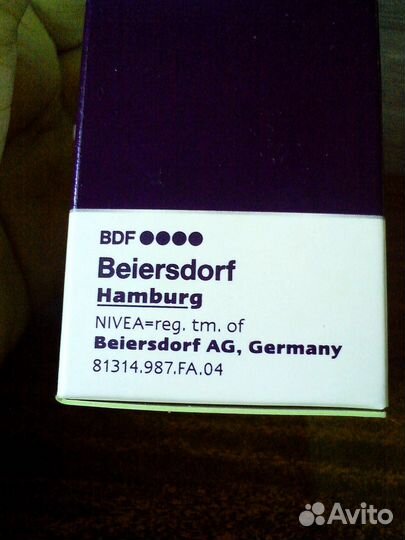 BDF ●●●●
Beiersdorf
Hamburg
NIVEA=reg. tm. of
Beiersdorf AG, Germany
81314.987.FA.04
Avito